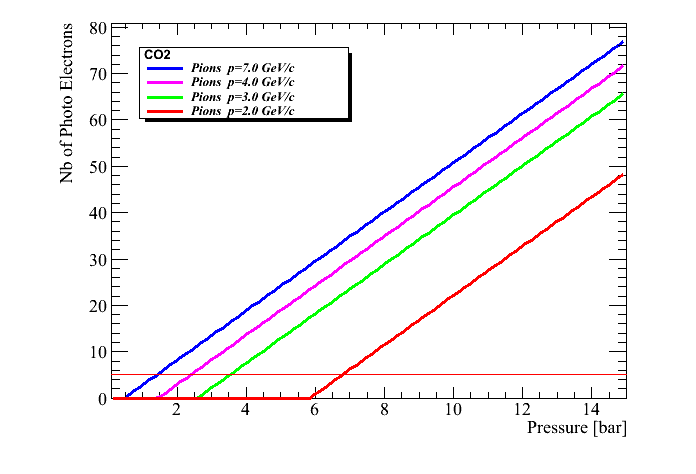 Nb of Photo Electrons
80
70
60
50
40
30
20
10
0
CO2
Pions p=7.0 GeV/c
Pions p=4.0 GeV/c
Pions p=3.0 GeV/c
Pions p=2.0 GeV/c
2 4 6 8 10 12 14
Pressure [bar]